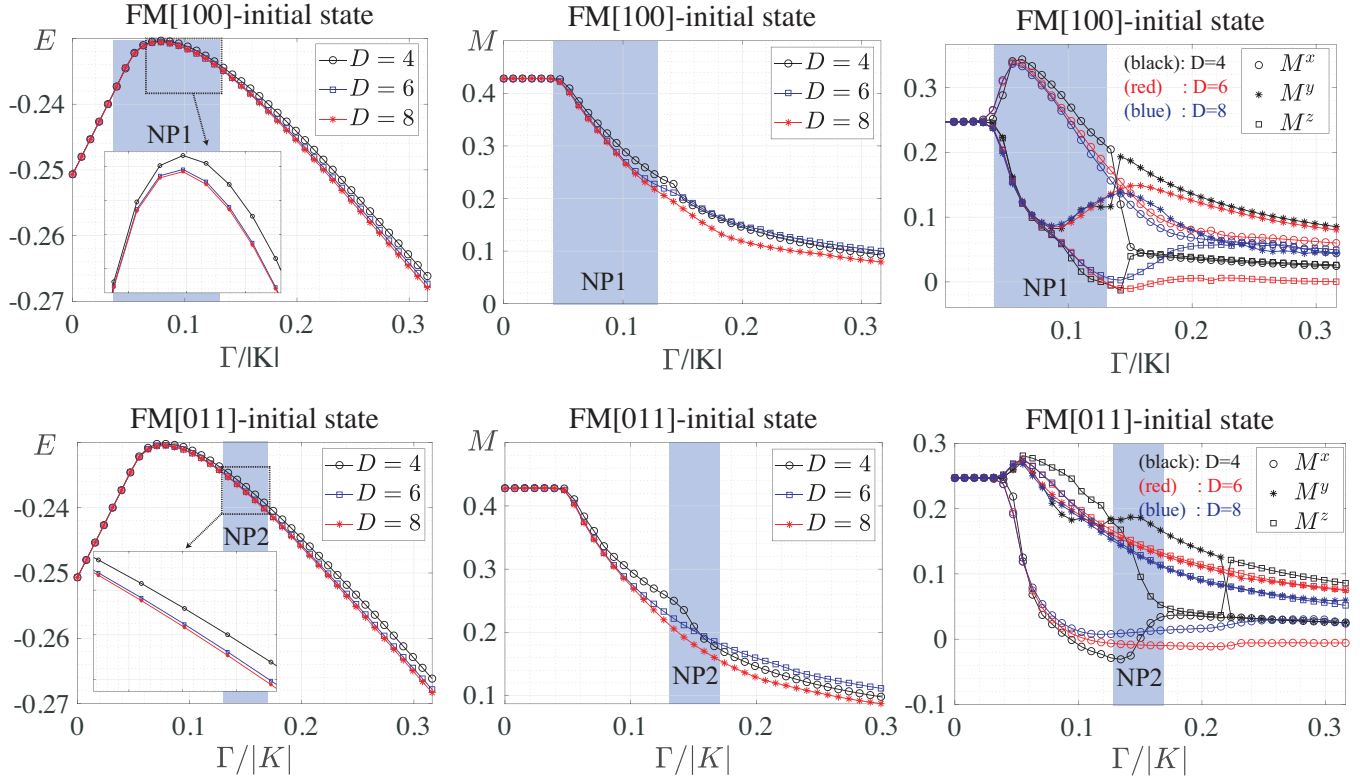 FM[100]-initial state
E
D = 4
D = 6
D = 8
NP1
-0.24
-0.25
-0.26
-0.27
0
0.1
0.2
0.3
Γ/|K|
FM[100]-initial state
M
0.5
0.4
0.3
0.2
0.1
0
D = 4
D = 6
D = 8
NP1
0
0.1
0.2
0.3
Γ/|K|
FM[100]-initial state
0.3
0.2
0.1
0
(black): D=4
(red) : D=6
(blue) : D=8
M^x
M^y
M^z
NP1
0.1
0.2
0.3
Γ/|K|
FM[011]-initial state
E
-0.24
-0.25
-0.26
-0.27
D = 4
D = 6
D = 8
NP2
0
0.1
0.2
0.3
Γ/|K|
FM[011]-initial state
M
0.4
0.3
0.2
0.1
D = 4
D = 6
D = 8
NP2
0
0.1
0.2
0.3
Γ/|K|
FM[011]-initial state
0.3
0.2
0.1
0
-0.1
(black): D=4
(red) : D=6
(blue) : D=8
M^x
M^y
M^z
NP2
0
0.1
0.2
0.3
Γ/|K|